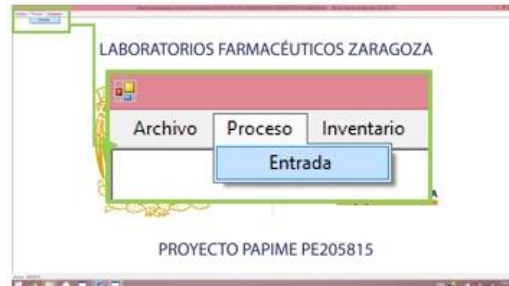 LABORATORIOS FARMACÉUTICOS ZARAGOZA
Archivo Proceso Inventario
Entrada
PROYECTO PAPIME PE205815